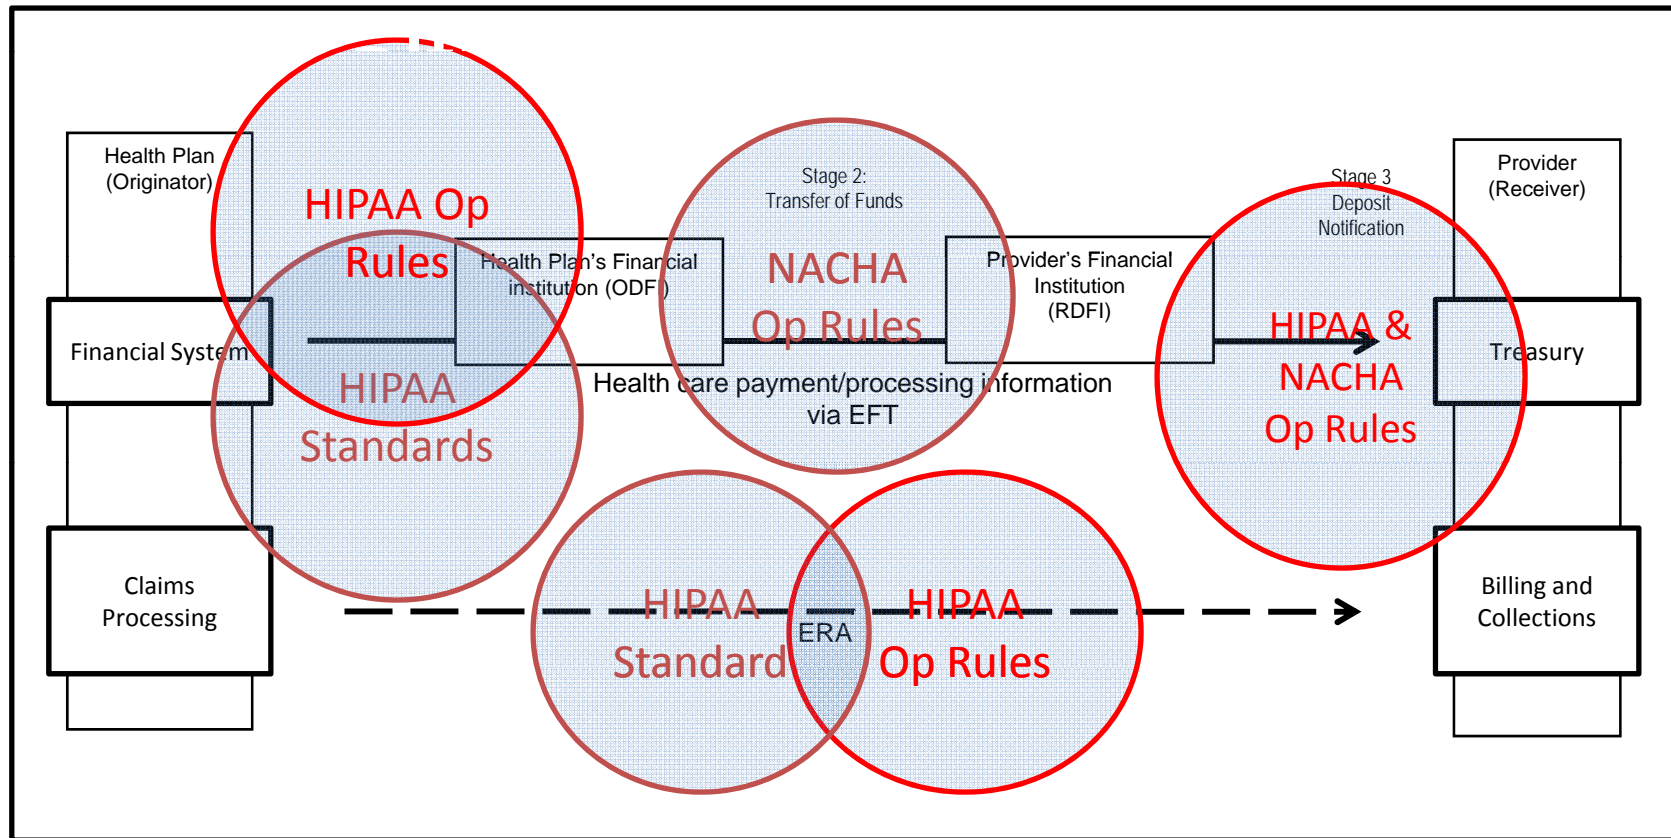 Health Plan
(Originator)
HIPAA Op
Rules
Stage 2:
Transfer of Funds
Stage 3
Deposit
Notification
Provider
(Receiver)
Health Plan's Financial
institution (ODFI)
NACHA
Op Rules
Provider's Financial
Institution
(RDFI)
Financial System
HIPAA
Standards
HIPAA &
NACHA
Op Rules
Treasury
Health care payment/processing information
via EFT
Claims
Processing
HIPAA
Standard
ERA
HIPAA
Op Rules
Billing and
Collections